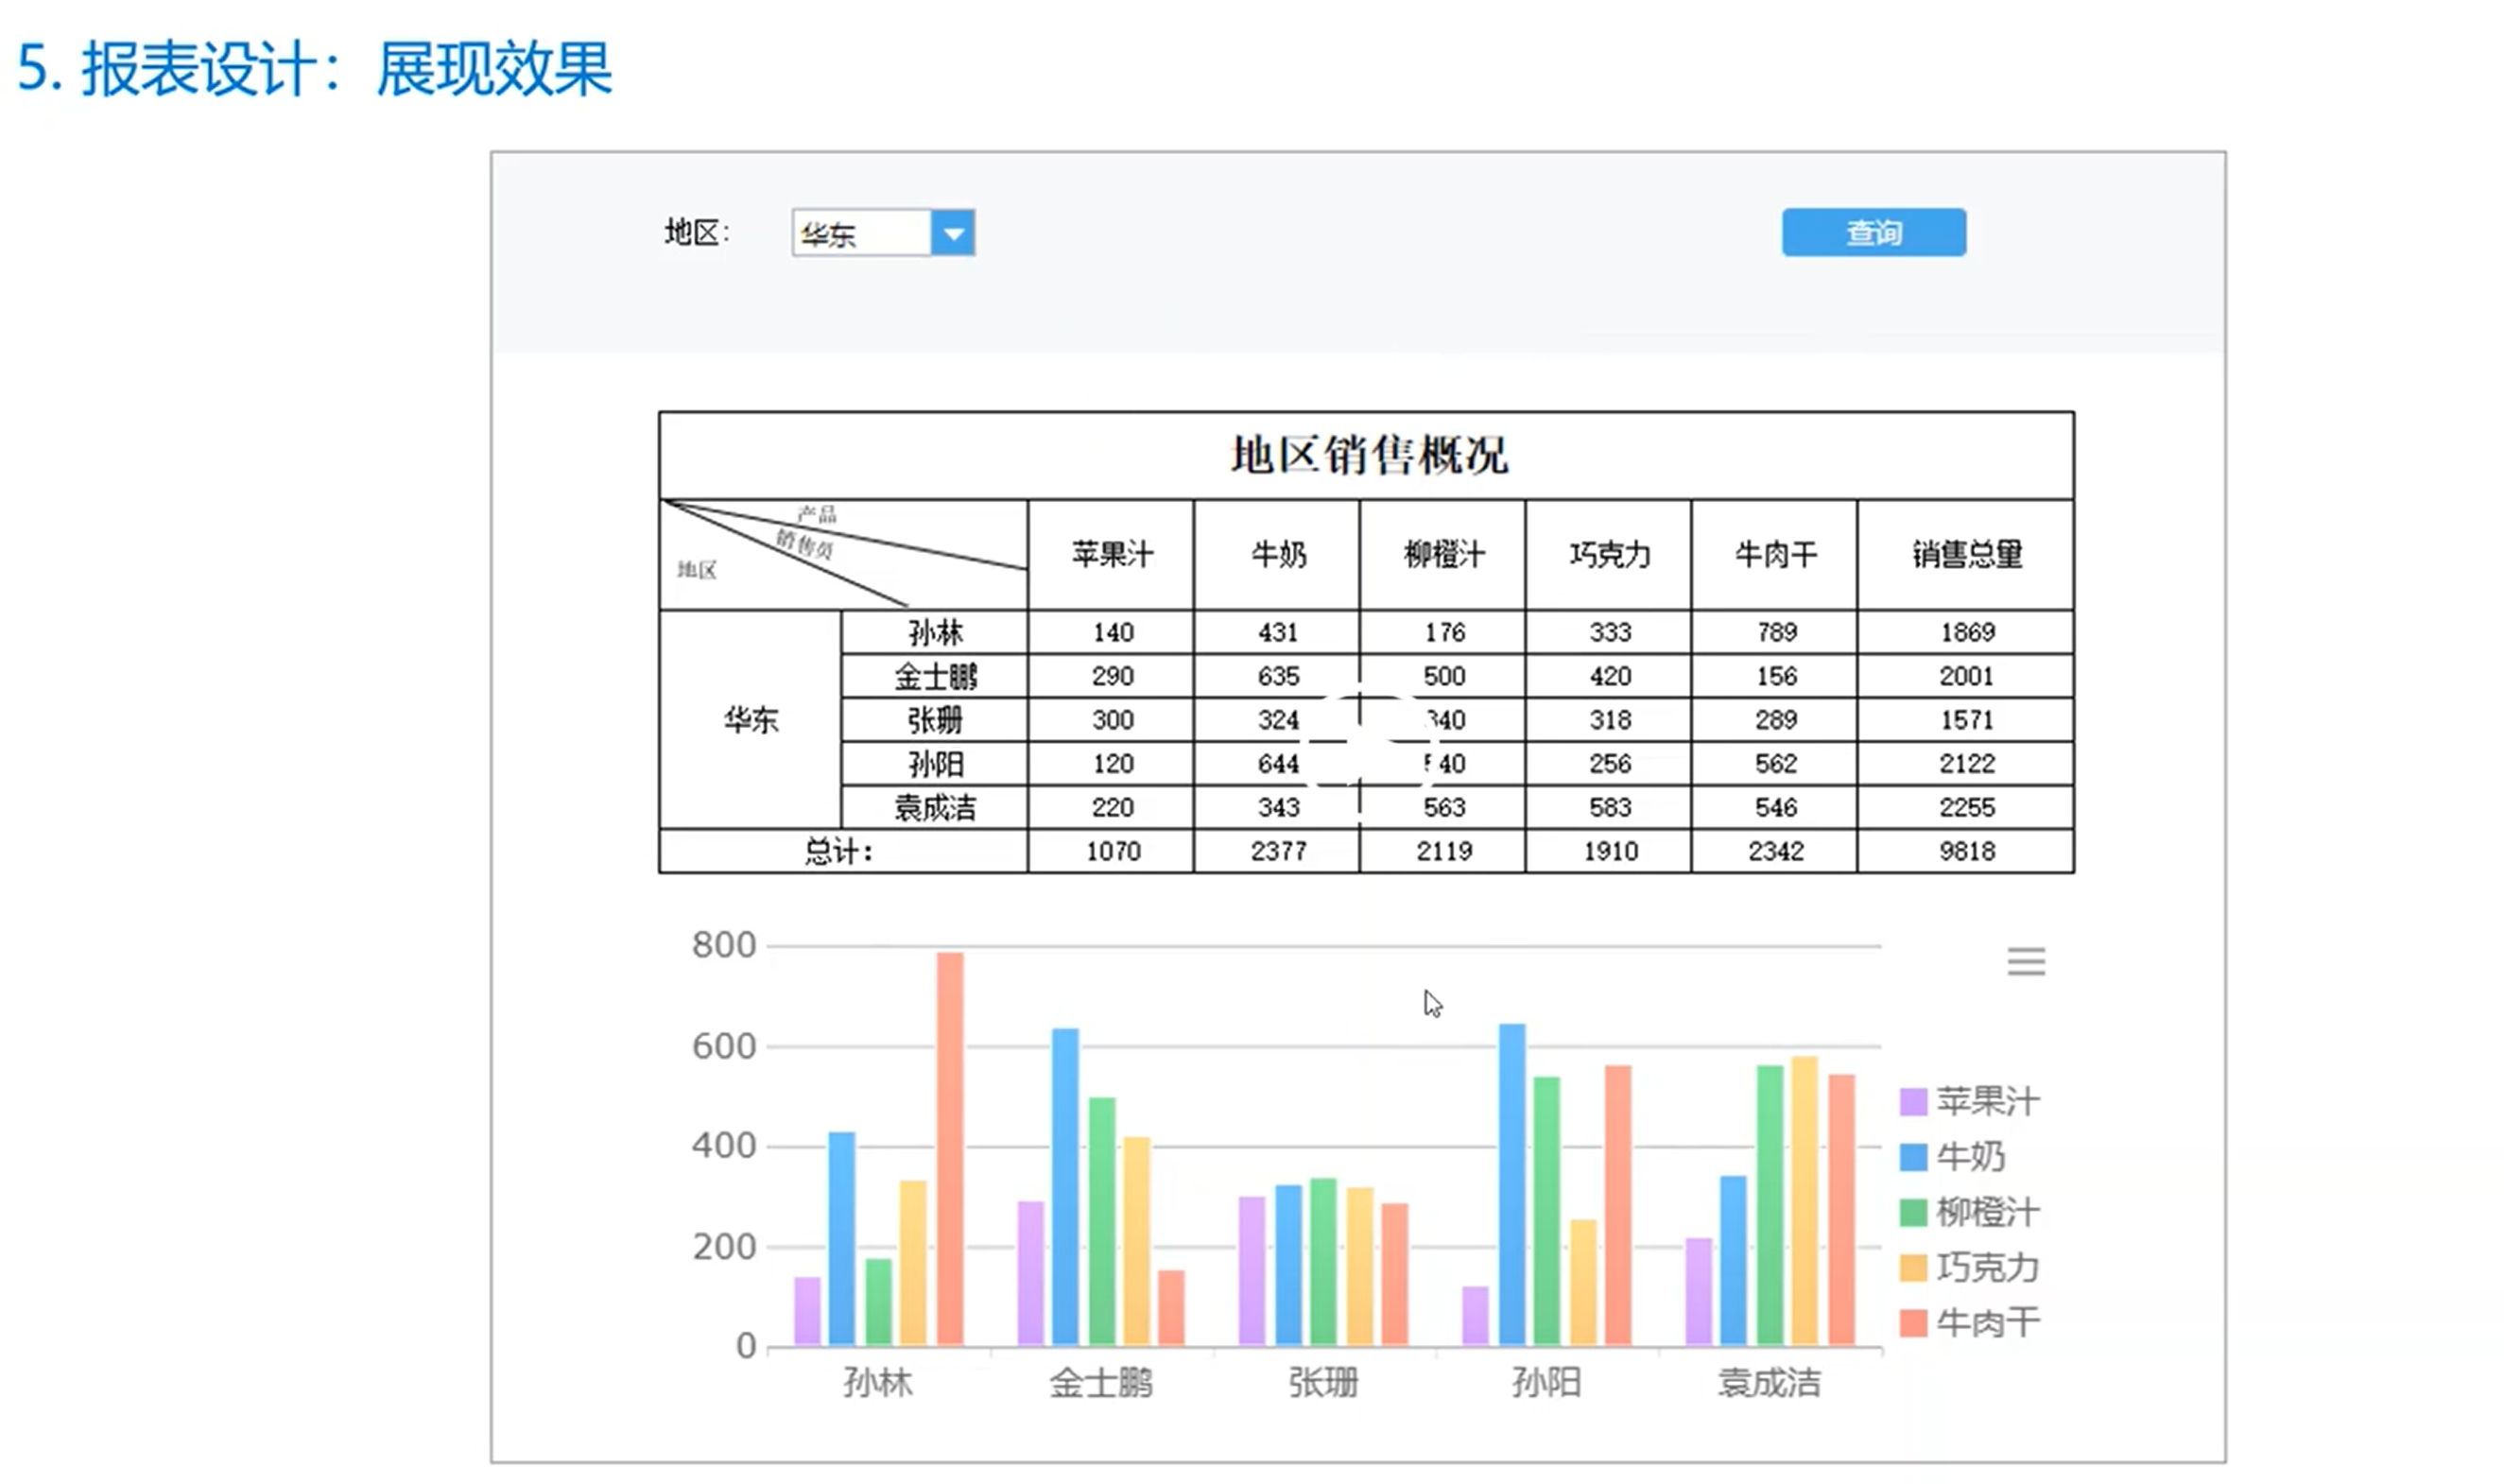 5. 报表设计：展现效果
地区: 华东 查询
地区销售概况
产品
销售员
地区
苹果汁 牛奶 柳橙汁 巧克力 牛肉干 销售总量
华东
孙林 140 431 176 333 789 1869
金士鹏 290 635 500 420 156 2001
张珊 300 324 340 318 289 1571
孙阳 120 644 540 256 562 2122
袁成洁 220 343 563 583 546 2255
总计： 1070 2377 2119 1910 2342 9818
800
600
400
200
0
孙林 金士鹏 张珊 孙阳 袁成洁
苹果汁
牛奶
柳橙汁
巧克力
牛肉干